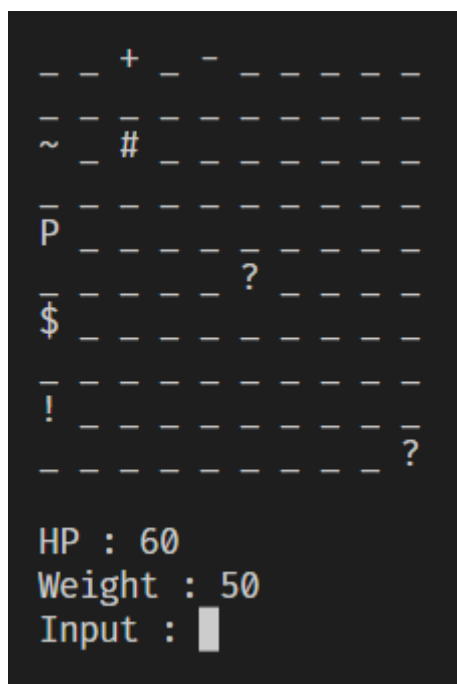 _ _ + _ - _ _ _ _ _
_ _ _ _ _ _ _ _ _ _
~ _ # _ _ _ _ _ _ _
_ _ _ _ _ _ _ _ _ _
P _ _ _ _ _ _ _ _ _
_ _ _ _ _ ? _ _ _ _
$ _ _ _ _ _ _ _ _ _
_ _ _ _ _ _ _ _ _ _
! _ _ _ _ _ _ _ _ _
_ _ _ _ _ _ _ _ _ ?
HP : 60
Weight : 50
Input :